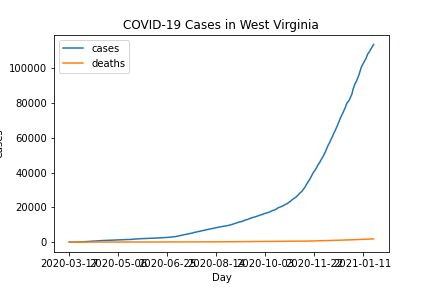 COVID-19 Cases in West Virginia
cases
deaths
100000
80000
60000
40000
20000
0
Cases
2020-03-17 2020-05-06 2020-06-25 2020-08-14 2020-10-03 2020-11-22 2021-01-11
Day